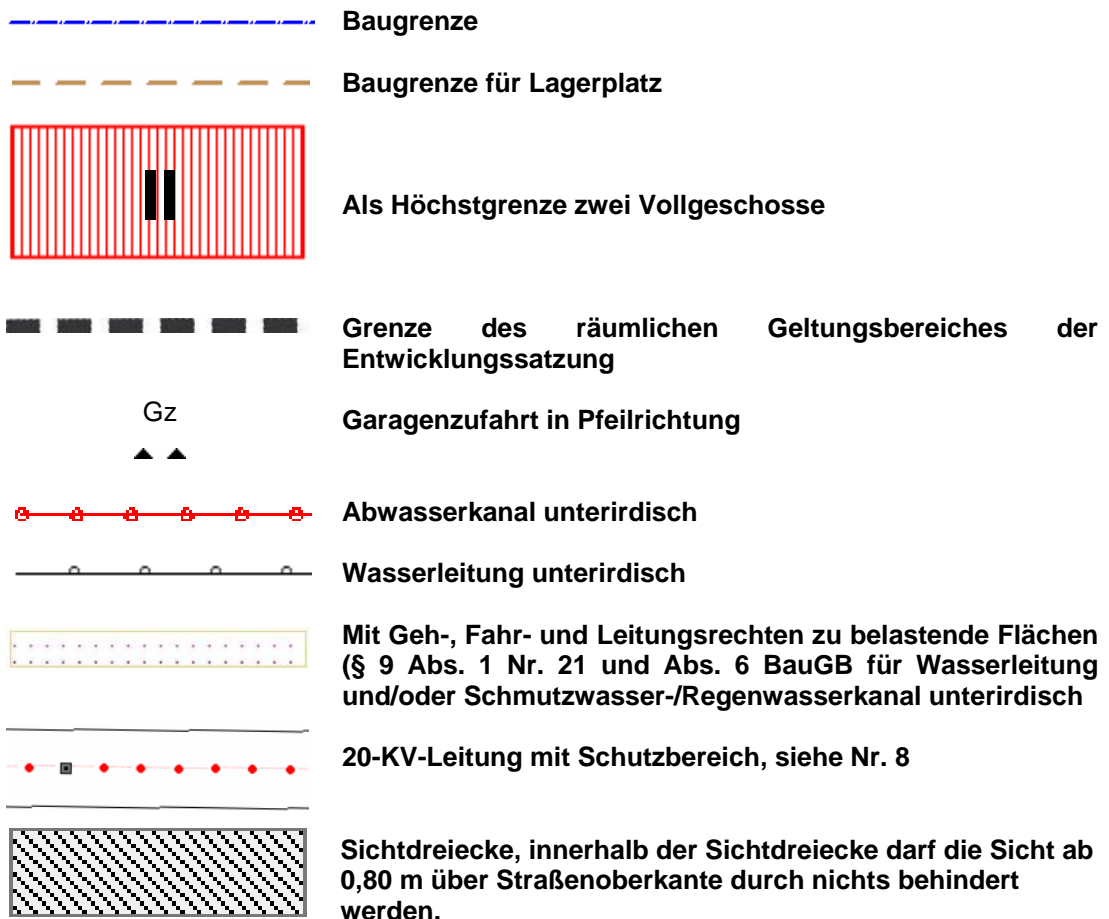 Baugrenze
Baugrenze für Lagerplatz
II
Als Höchstgrenze zwei Vollgeschosse
Grenze des räumlichen Geltungsbereiches der
Entwicklungssatzung
Gz
Garagenzufahrt in Pfeilrichtung
Abwasserkanal unterirdisch
Wasserleitung unterirdisch
Mit Geh-, Fahr- und Leitungsrechten zu belastende Flächen
(§ 9 Abs. 1 Nr. 21 und Abs. 6 BauGB für Wasserleitung
und/oder Schmutzwasser-/Regenwasserkanal unterirdisch
20-KV-Leitung mit Schutzbereich, siehe Nr. 8
Sichtdreiecke, innerhalb der Sichtdreiecke darf die Sicht ab
0,80 m über Straßenoberkante durch nichts behindert
werden.